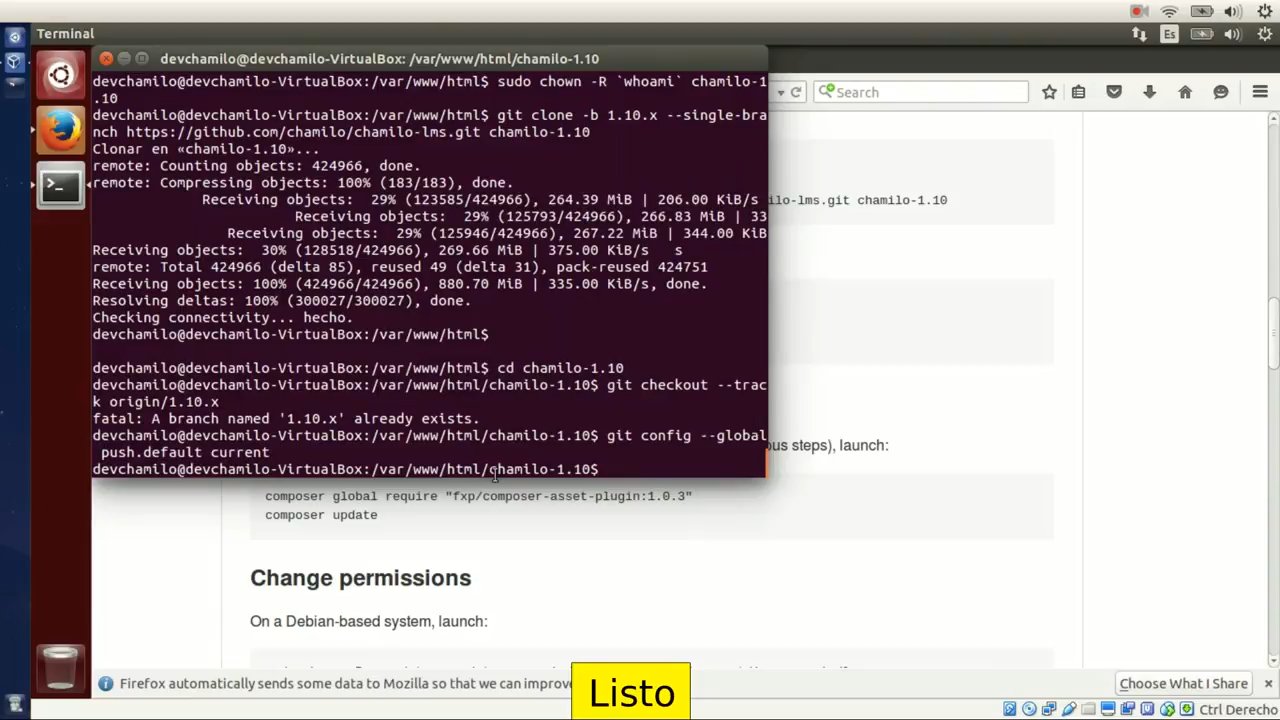 Terminal
Es
devchamilo@devchamilo-VirtualBox: /var/www/html/chamilo-1.10
devchamilo@devchamilo-VirtualBox:/var/www/html$ sudo chown -R `whoami` chamilo-1
.10
devchamilo@devchamilo-VirtualBox:/var/www/html$ git clone -b 1.10.x --single-bra
nch https://github.com/chamilo/chamilo-lms.git chamilo-1.10
Clonar en «chamilo-1.10»...
remote: Counting objects: 424966, done.
remote: Compressing objects: 100% (183/183), done.
Receiving objects:  29% (123585/424966), 264.39 MiB | 206.00 KiB/s
Receiving objects:  29% (125793/424966), 266.83 MiB | 33
Receiving objects:  29% (125946/424966), 267.22 MiB | 344.00 KiB
Receiving objects:  30% (128518/424966), 269.66 MiB | 375.00 KiB/s   s
remote: Total 424966 (delta 85), reused 49 (delta 31), pack-reused 424751
Receiving objects: 100% (424966/424966), 880.70 MiB | 335.00 KiB/s, done.
Resolving deltas: 100% (300027/300027), done.
Checking connectivity... hecho.
devchamilo@devchamilo-VirtualBox:/var/www/html$
devchamilo@devchamilo-VirtualBox:/var/www/html$ cd chamilo-1.10
devchamilo@devchamilo-VirtualBox:/var/www/html/chamilo-1.10$ git checkout --trac
k origin/1.10.x
fatal: A branch named '1.10.x' already exists.
devchamilo@devchamilo-VirtualBox:/var/www/html/chamilo-1.10$ git config --global
push.default current
devchamilo@devchamilo-VirtualBox:/var/www/html/chamilo-1.10$
Search
ilo-lms.git chamilo-1.10
ous steps), launch:
composer global require "fxp/composer-asset-plugin:1.0.3"
composer update
Change permissions
On a Debian-based system, launch:
Firefox automatically sends some data to Mozilla so that we can improve
Choose What I Share
Listo
Ctrl Derecho